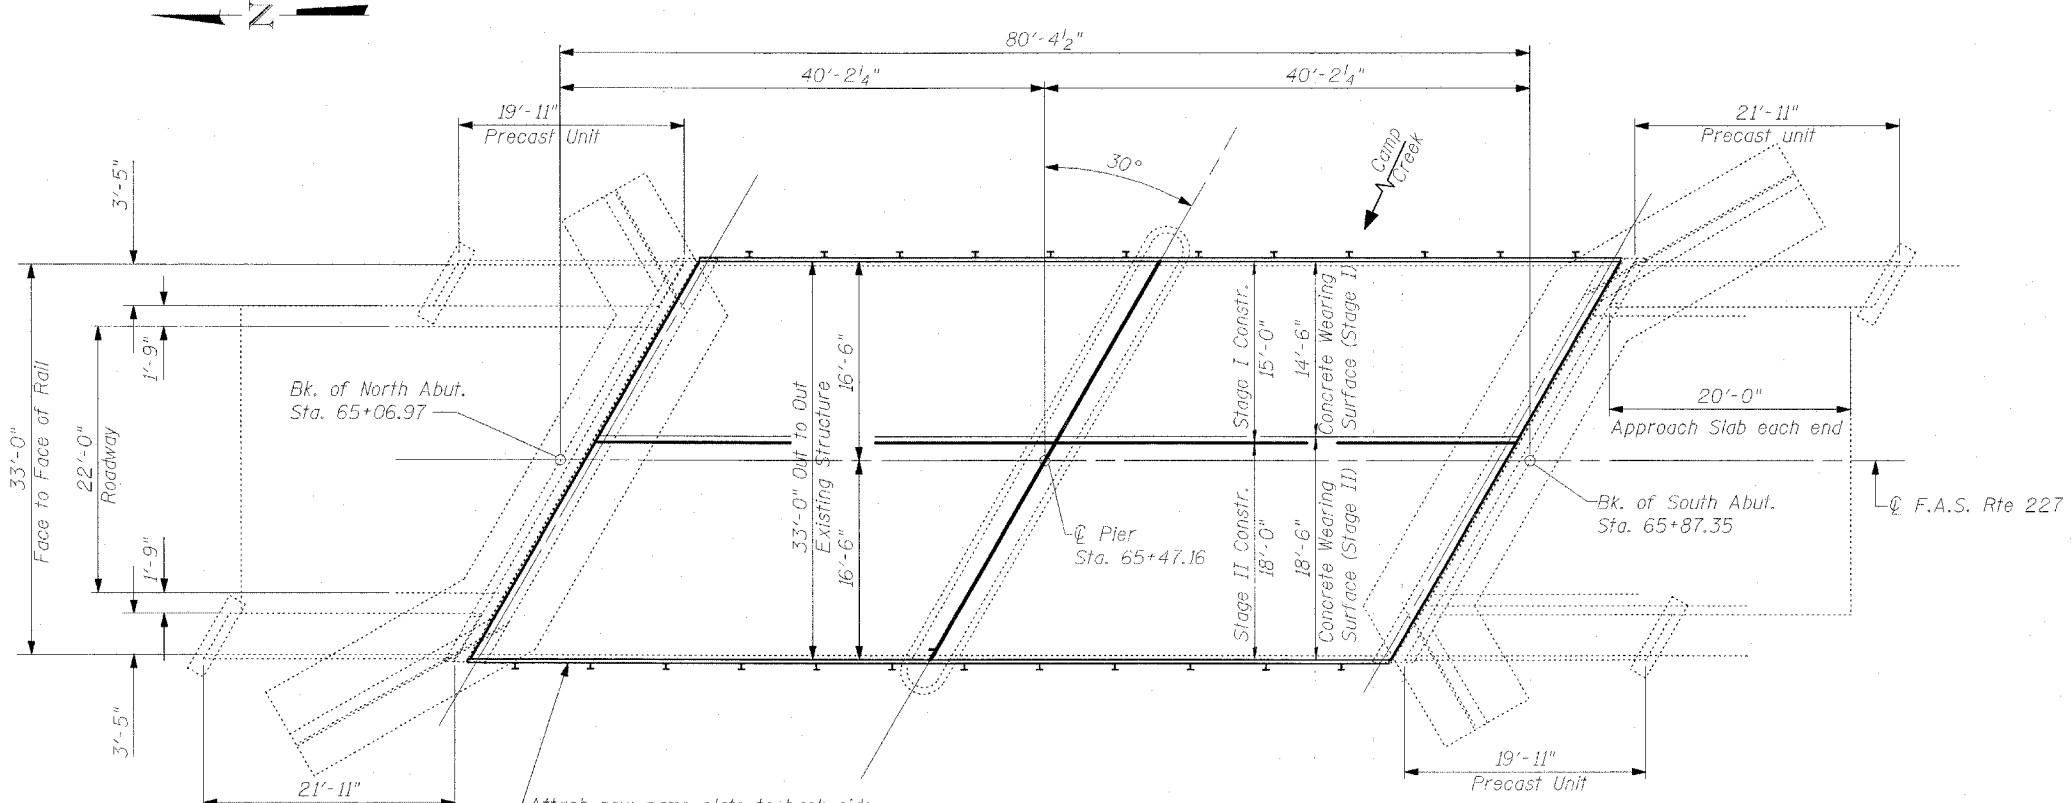 N
80'-4½"
40'-2¼"
40'-2¼"
19'-11"
Precast Unit
21'-11"
Precast unit
30°
Camp
Creek
3'-5"
1'-9"
33'-0"
Face to Face of Rail
22'-0"
Roadway
1'-9"
3'-5"
Bk. of North Abut.
Sta. 65+06.97
33'-0" Out to Out
Existing Structure
16'-6"
16'-6"
Stage I Constr.
15'-0"
14'-6"
Concrete Wearing
Surface (Stage I)
Stage II Constr.
18'-0"
18'-6"
Concrete Wearing
Surface (Stage II)
20'-0"
Approach Slab each end
℄ Pier
Sta. 65+47.16
Bk. of South Abut.
Sta. 65+87.35
℄ F.A.S. Rte 227
21'-11"
19'-11"
Precast Unit
Attach new name plate to